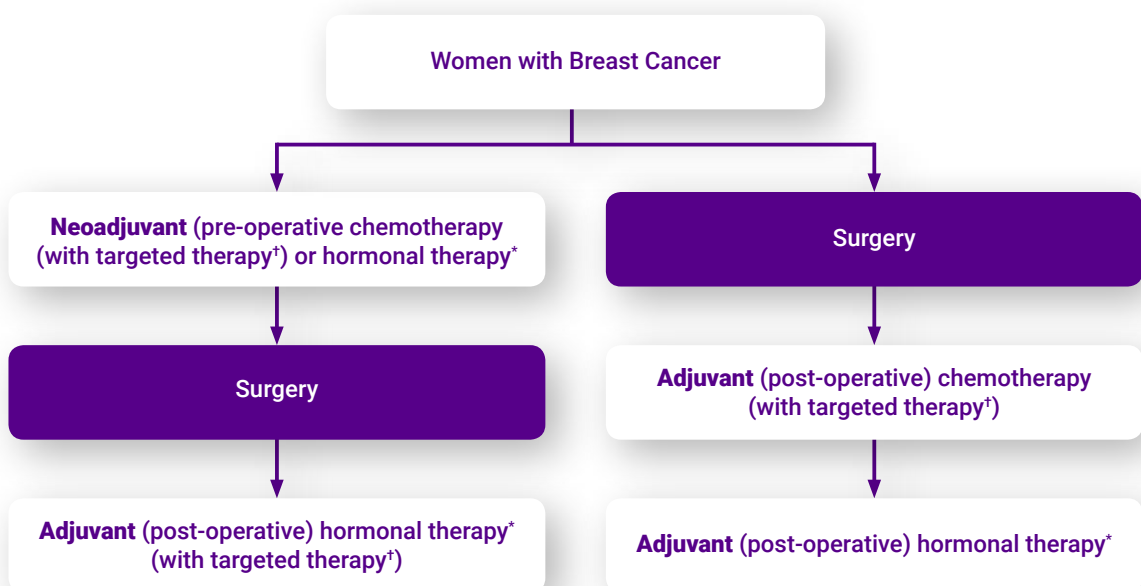 Women with Breast Cancer
Neoadjuvant (pre-operative chemotherapy
(with targeted therapy†) or hormonal therapy*
Surgery
Adjuvant (post-operative) hormonal therapy*
(with targeted therapy†)
Surgery
Adjuvant (post-operative) chemotherapy
(with targeted therapy†)
Adjuvant (post-operative) hormonal therapy*